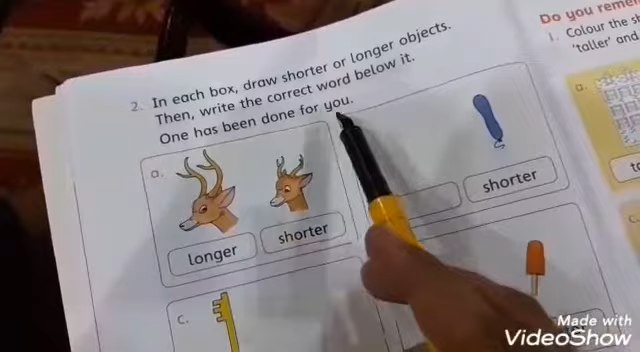 Do you
1. Colour the
'taller' and
2. In each box, draw shorter or longer objects.
Then, write the correct word below it.
One has been done for you.
a.
longer
shorter
shorter
a.
c.
c.
Made with
VideoShow